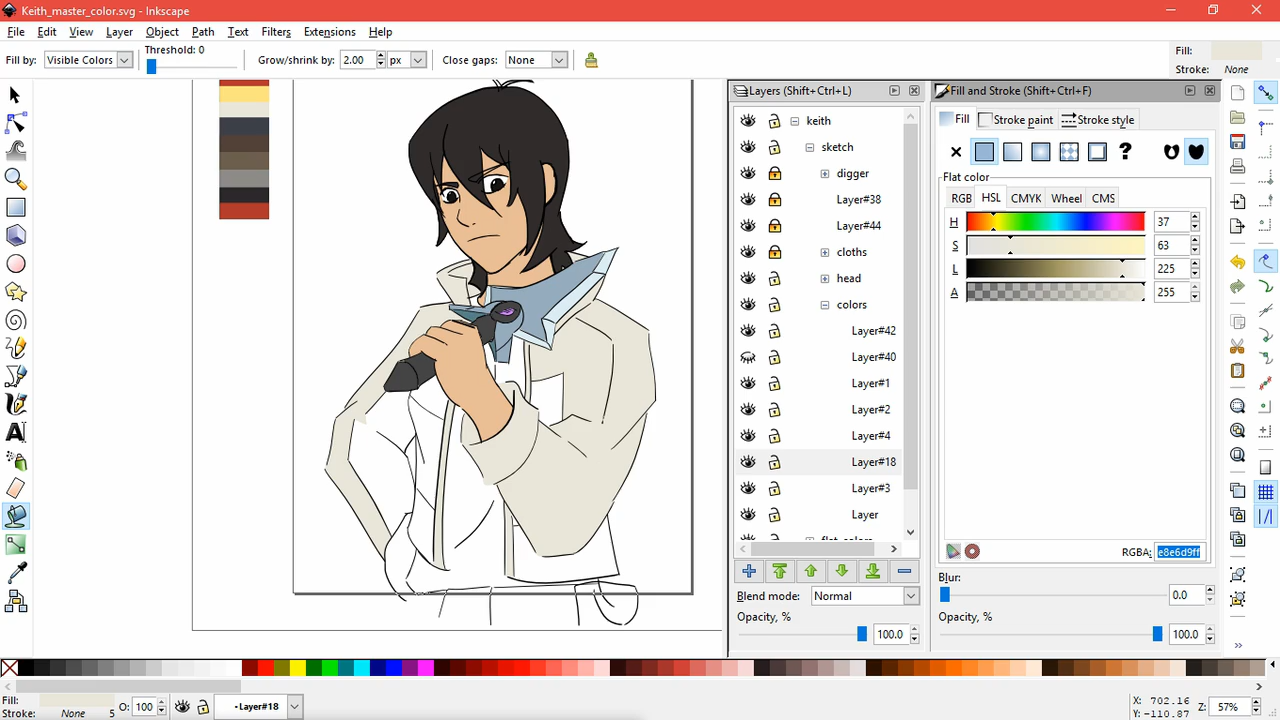 Keith_master_color.svg - Inkscape
File Edit View Layer Object Path Text Filters Extensions Help
Fill by: Visible Colors Threshold: 0 Grow/shrink by: 2.00 px Close gaps: None
Fill:
Stroke: None
Layers (Shift+Ctrl+L)
keith
sketch
digger
Layer#38
Layer#44
cloths
head
colors
Layer#42
Layer#40
Layer#1
Layer#2
Layer#4
Layer#18
Layer#3
Layer
Blend mode: Normal
Opacity, % 100.0
Fill and Stroke (Shift+Ctrl+F)
Fill Stroke paint Stroke style
Flat color
RGB HSL CMYK Wheel CMS
H 37
S 63
L 225
A 255
RGBA: e8e6d9ff
Blur:
0.0
Opacity, %
100.0
Fill:
Stroke: None 5
O: 100
·Layer#18
X: 702.16
Y: -110.87
Z: 57%